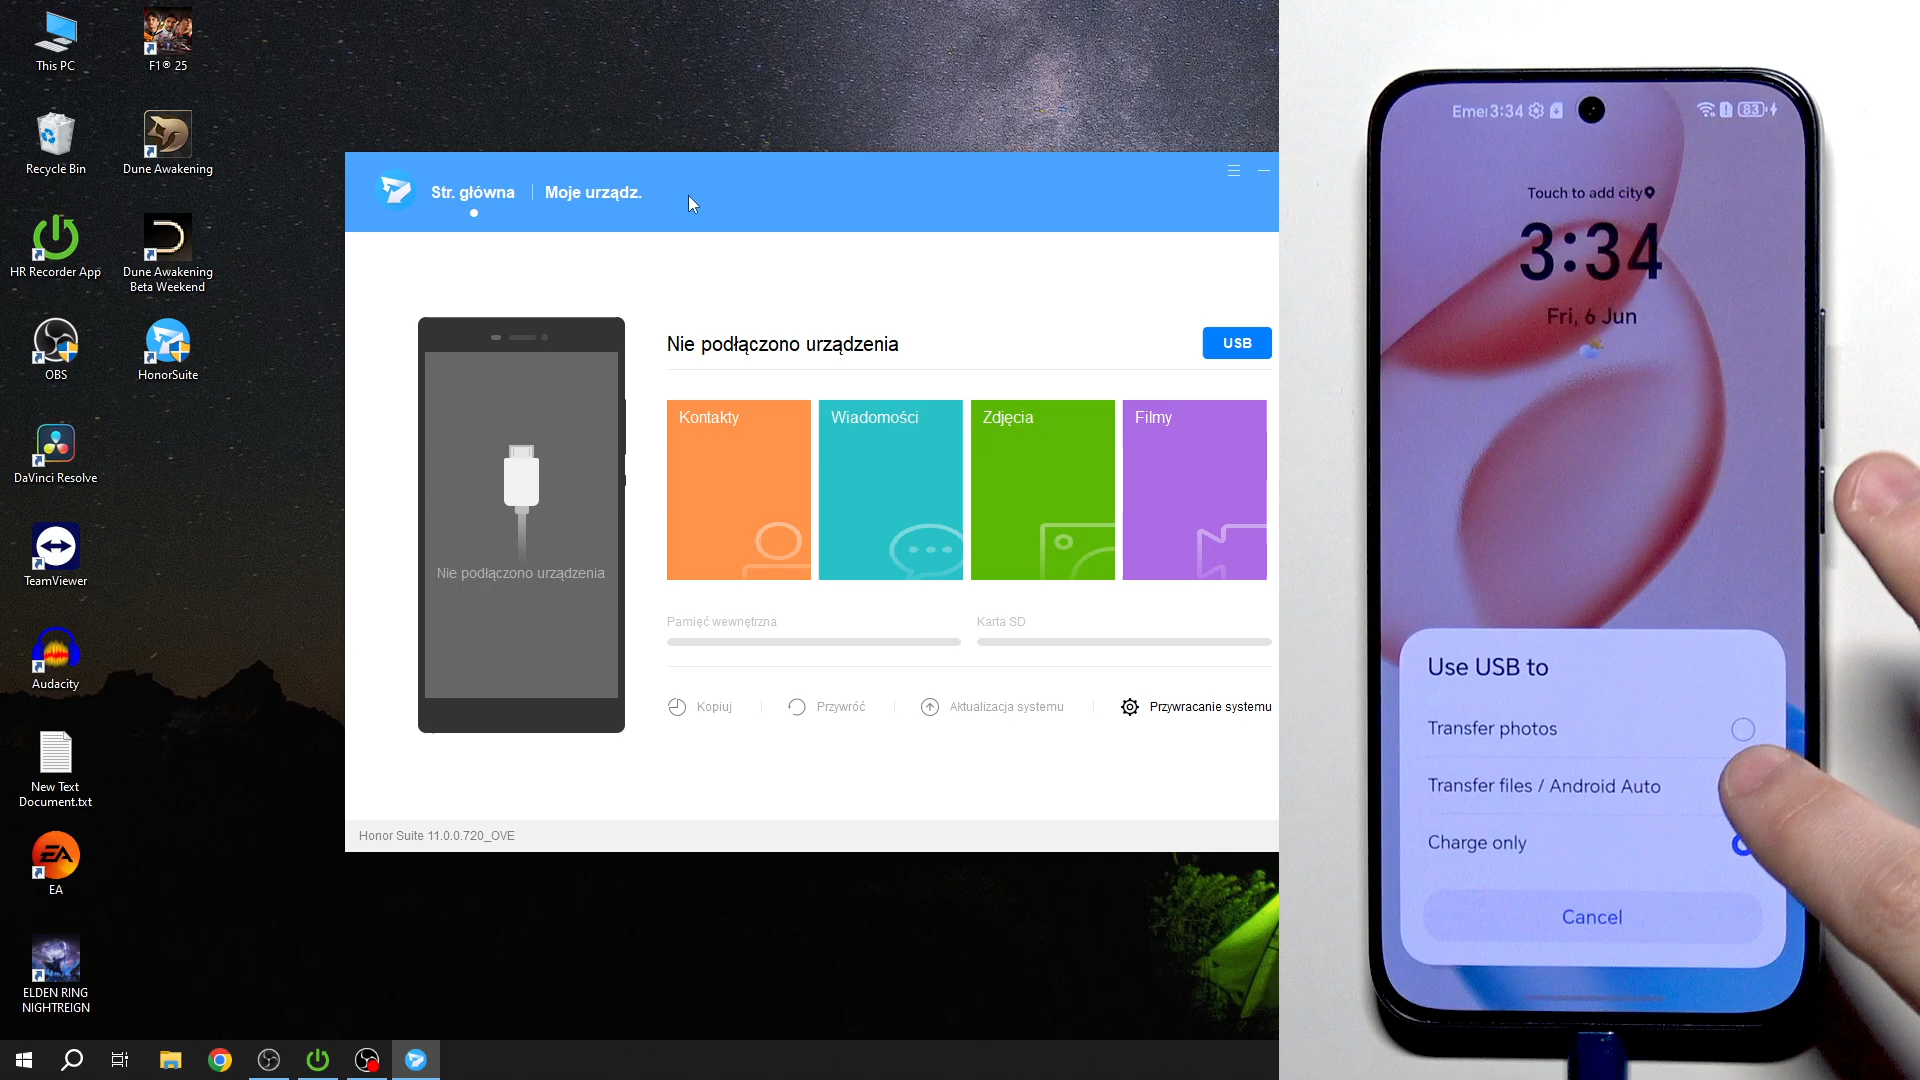 This PC
F1® 25
Recycle Bin
Dune Awakening
HR Recorder App
Dune Awakening
Beta Weekend
OBS
HonorSuite
DaVinci Resolve
TeamViewer
Audacity
New Text
Document.txt
EA
ELDEN RING
NIGHTREIGN
Str. główna
Moje urządz.
Nie podłączono urządzenia
USB
Kontakty
Wiadomości
Zdjęcia
Filmy
Nie podłączono urządzenia
Pamięć wewnętrzna
Karta SD
Kopiuj
Przywróć
Aktualizacja systemu
Przywracanie systemu
Honor Suite 11.0.0.720_OVE
Emer 3:34
83
Touch to add city
3:34
Fri, 6 Jun
Use USB to
Transfer photos
Transfer files / Android Auto
Charge only
Cancel